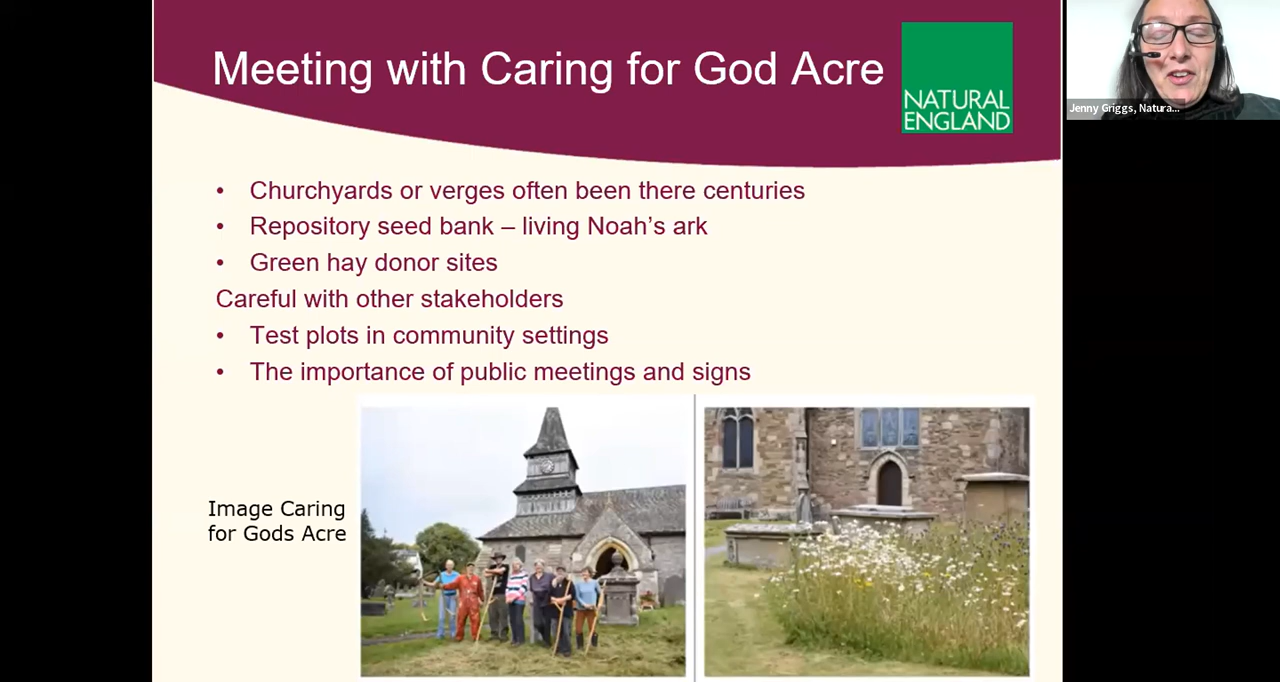 Meeting with Caring for God Acre
NATURAL
ENGLAND
Jenny Griggs, Natura...
• Churchyards or verges often been there centuries
• Repository seed bank – living Noah's ark
• Green hay donor sites
Careful with other stakeholders
• Test plots in community settings
• The importance of public meetings and signs
Image Caring
for Gods Acre